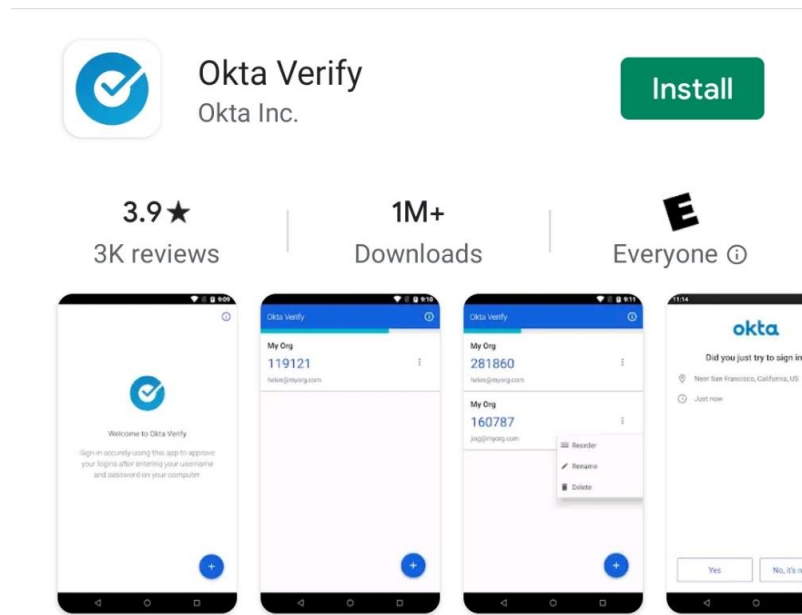 Okta Verify
Okta Inc.
Install
3.9★
3K reviews
1M+
Downloads
E
Everyone
9:09
Welcome to Okta Verify
Sign in securely using this app to approve
your logins after entering your username
and password on your computer
+
9:10
Okta Verify
My Org
119121
helen@myorg.com
+
9:11
Okta Verify
My Org
281860
helen@myorg.com
My Org
160787
jing@myorg.com
Reorder
Rename
Delete
+
11:14
okta
Did you just try to sign in
Near San Francisco, California, US
Just now
Yes
No, it's